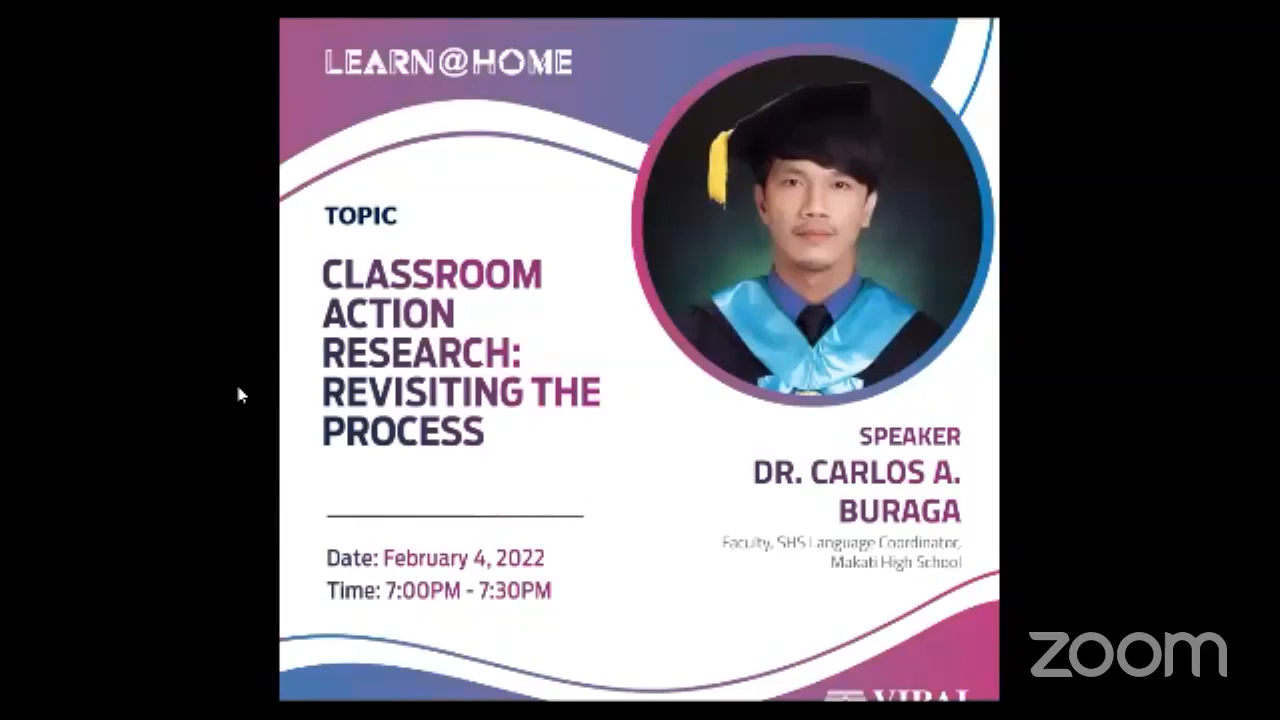 LEARN@HOME
TOPIC
CLASSROOM
ACTION
RESEARCH:
REVISITING THE
PROCESS
Date: February 4, 2022
Time: 7:00PM - 7:30PM
SPEAKER
DR. CARLOS A.
BURAGA
Faculty, SHS Language Coordinator,
Makati High School
zoom